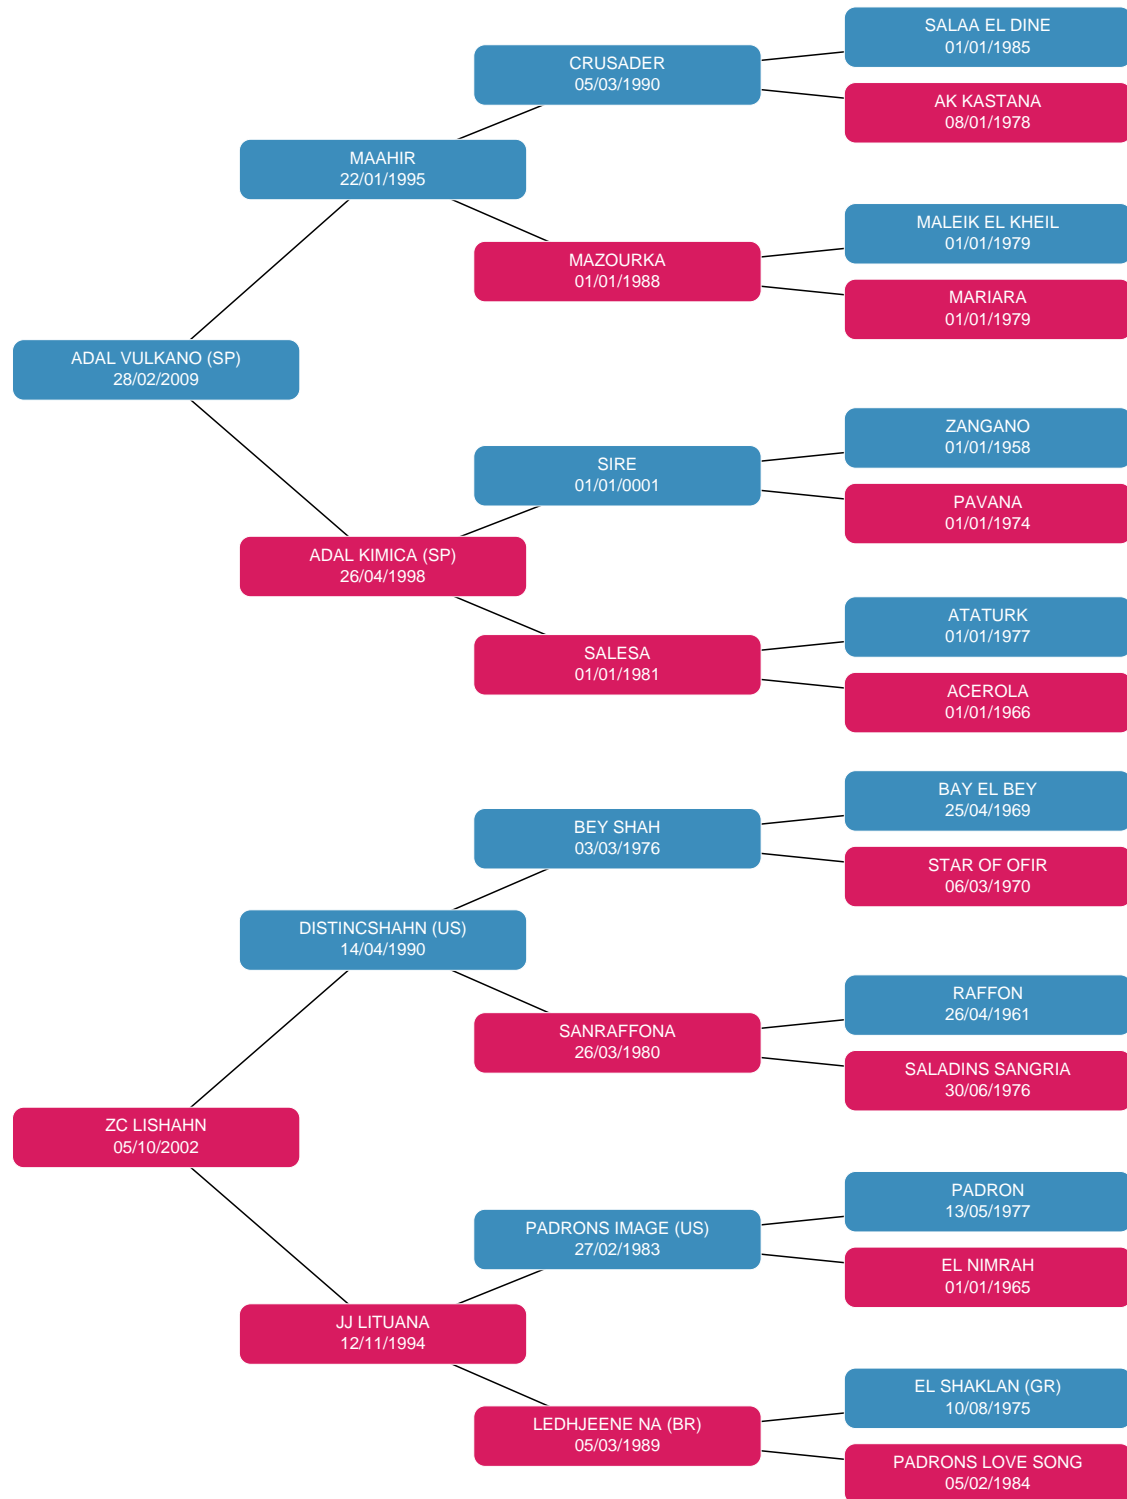 SALAA EL DINE
01/01/1985
CRUSADER
05/03/1990
AK KASTANA
08/01/1978
MAAHIR
22/01/1995
MALEIK EL KHEIL
01/01/1979
MAZOURKA
01/01/1988
MARIARA
01/01/1979
ADAL VULKANO (SP)
28/02/2009
ZANGANO
01/01/1958
SIRE
01/01/0001
PAVANA
01/01/1974
ADAL KIMICA (SP)
26/04/1998
ATATURK
01/01/1977
SALESA
01/01/1981
ACEROLA
01/01/1966
BAY EL BEY
25/04/1969
BEY SHAH
03/03/1976
STAR OF OFIR
06/03/1970
DISTINCSHAHN (US)
14/04/1990
RAFFON
26/04/1961
SANRAFFONA
26/03/1980
SALADINS SANGRIA
30/06/1976
ZC LISHAHN
05/10/2002
PADRON
13/05/1977
PADRONS IMAGE (US)
27/02/1983
EL NIMRAH
01/01/1965
JJ LITUANA
12/11/1994
EL SHAKLAN (GR)
10/08/1975
LEDHJEENE NA (BR)
05/03/1989
PADRONS LOVE SONG
05/02/1984